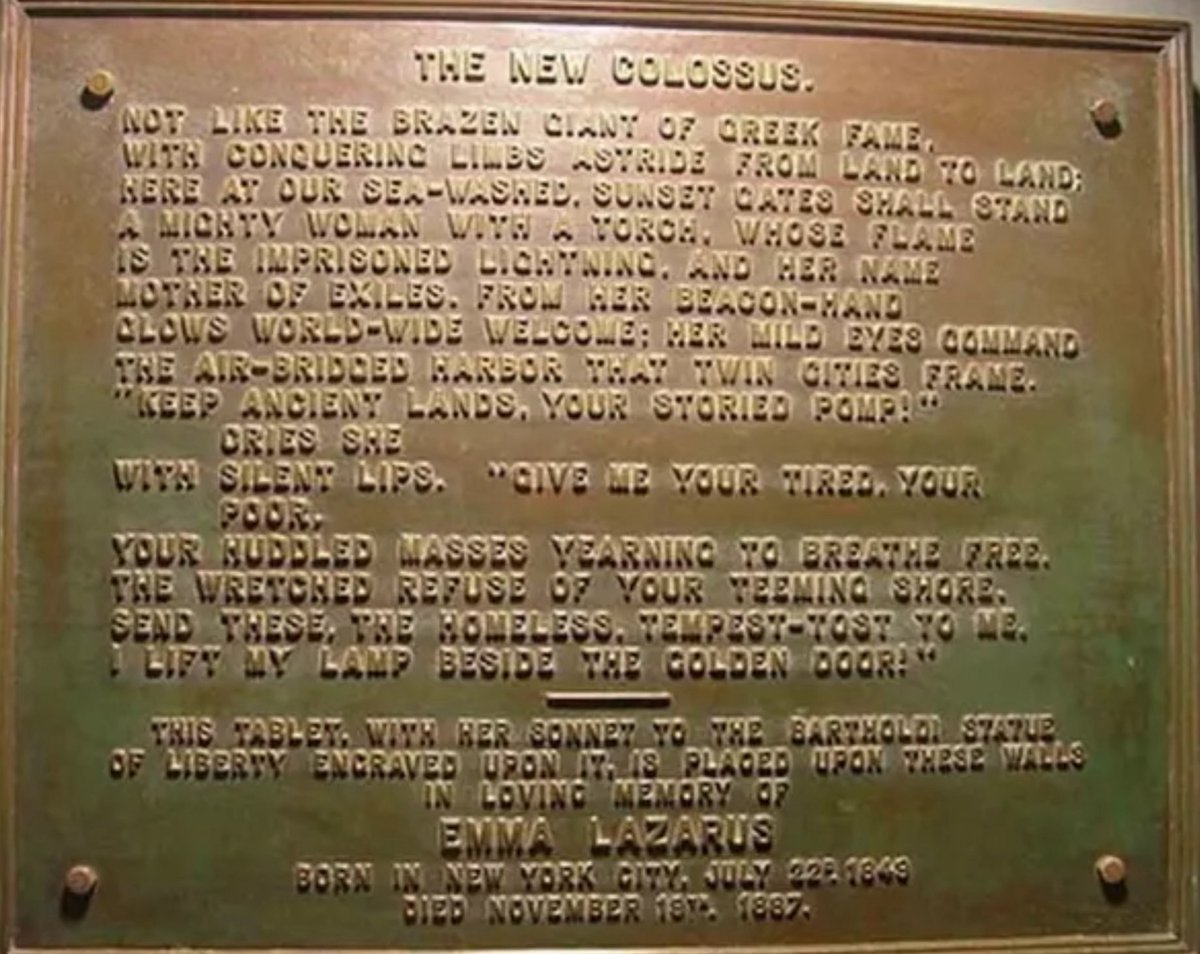 THE NEW COLOSSUS.
NOT LIKE THE BRAZEN GIANT OF GREEK FAME,
WITH CONQUERING LIMBS ASTRIDE FROM LAND TO LAND;
HERE AT OUR SEA-WASHED, SUNSET GATES SHALL STAND
A MIGHTY WOMAN WITH A TORCH, WHOSE FLAME
IS THE IMPRISONED LIGHTNING, AND HER NAME
MOTHER OF EXILES. FROM HER BEACON-HAND
GLOWS WORLD-WIDE WELCOME; HER MILD EYES COMMAND
THE AIR-BRIDGED HARBOR THAT TWIN CITIES FRAME.
"KEEP ANCIENT LANDS, YOUR STORIED POMP!"
CRIES SHE
WITH SILENT LIPS. "GIVE ME YOUR TIRED, YOUR
POOR,
YOUR HUDDLED MASSES YEARNING TO BREATHE FREE,
THE WRETCHED REFUSE OF YOUR TEEMING SHORE,
SEND THESE, THE HOMELESS, TEMPEST-TOST TO ME,
I LIFT MY LAMP BESIDE THE GOLDEN DOOR!"
THIS TABLET, WITH HER SONNET TO THE BARTHOLDI STATUE
OF LIBERTY ENGRAVED UPON IT, IS PLACED UPON THESE WALLS
IN LOVING MEMORY OF
EMMA LAZARUS
BORN IN NEW YORK CITY, JULY 22D, 1849
DIED NOVEMBER 19TH, 1887.